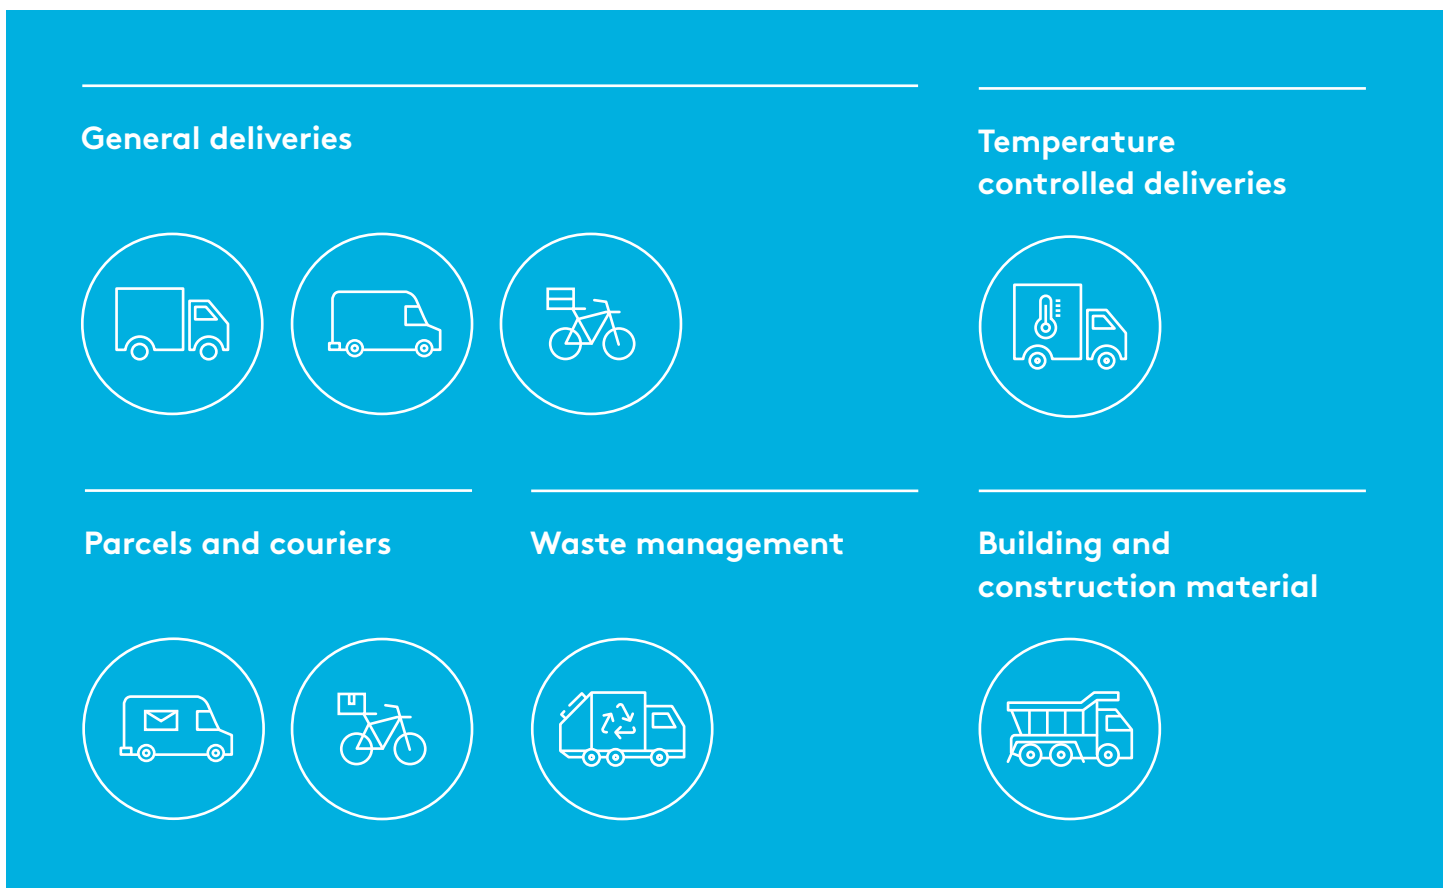 General deliveries
Temperature
controlled deliveries
Parcels and couriers
Waste management
Building and
construction material